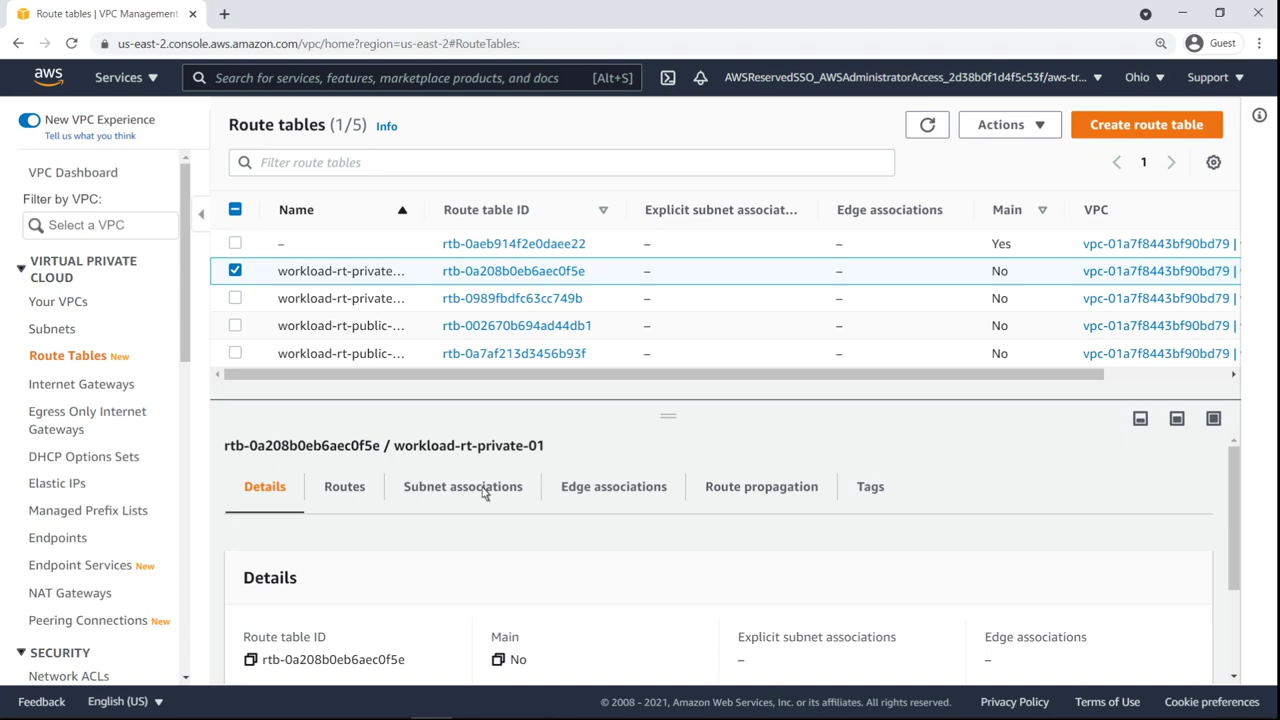 Route tables | VPC Management
us-east-2.console.aws.amazon.com/vpc/home?region=us-east-2#RouteTables:
Guest
aws
Services
Search for services, features, marketplace products, and docs
[Alt+S]
AWSReservedSSO_AWSAdministratorAccess_2d38b0f1d4f5c53f/aws-tr...
Ohio
Support
New VPC Experience
Tell us what you think
VPC Dashboard
Filter by VPC:
Select a VPC
VIRTUAL PRIVATE
CLOUD
Your VPCs
Subnets
Route Tables New
Internet Gateways
Egress Only Internet
Gateways
DHCP Options Sets
Elastic IPs
Managed Prefix Lists
Endpoints
Endpoint Services New
NAT Gateways
Peering Connections New
SECURITY
Network ACLs
Route tables (1/5) Info
Actions
Create route table
Filter route tables
1
Name Route table ID Explicit subnet associat... Edge associations Main VPC
– rtb-0aeb914f2e0daee22 – – Yes vpc-01a7f8443bf90bd79 |
workload-rt-private... rtb-0a208b0eb6aec0f5e – – No vpc-01a7f8443bf90bd79 |
workload-rt-private... rtb-0989fbdfc63cc749b – – No vpc-01a7f8443bf90bd79 |
workload-rt-public-... rtb-002670b694ad44db1 – – No vpc-01a7f8443bf90bd79 |
workload-rt-public-... rtb-0a7af213d3456b93f – – No vpc-01a7f8443bf90bd79 |
rtb-0a208b0eb6aec0f5e / workload-rt-private-01
Details Routes Subnet associations Edge associations Route propagation Tags
Details
Route table ID Main Explicit subnet associations Edge associations
rtb-0a208b0eb6aec0f5e No – –
Feedback
English (US)
© 2008 - 2021, Amazon Web Services, Inc. or its affiliates. All rights reserved.
Privacy Policy
Terms of Use
Cookie preferences